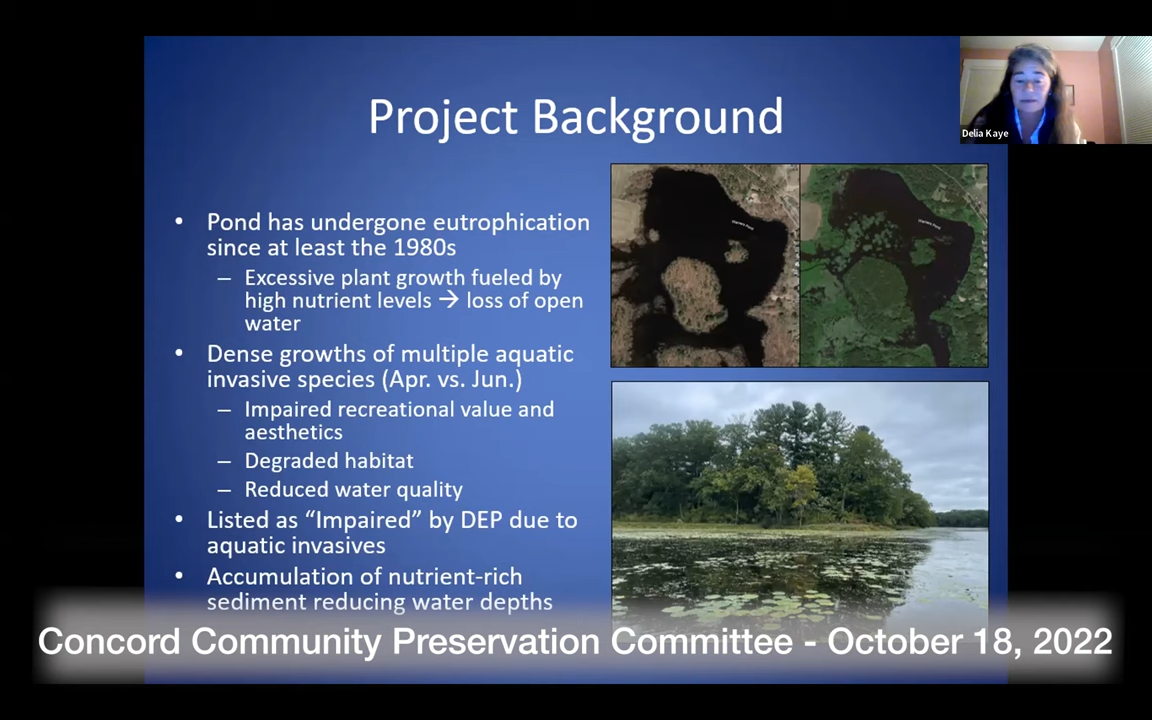 Project Background
Delia Kaye
• Pond has undergone eutrophication
since at least the 1980s
– Excessive plant growth fueled by
high nutrient levels → loss of open
water
• Dense growths of multiple aquatic
invasive species (Apr. vs. Jun.)
– Impaired recreational value and
aesthetics
– Degraded habitat
– Reduced water quality
• Listed as “Impaired” by DEP due to
aquatic invasives
• Accumulation of nutrient-rich
sediment reducing water depths
Concord Community Preservation Committee - October 18, 2022